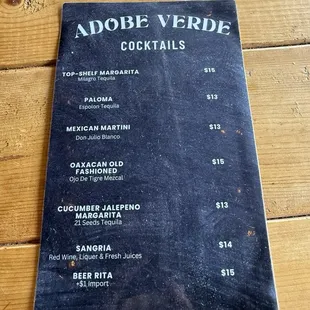 ADOBE VERDE
COCKTAILS
TOP-SHELF MARGARITA $15
Milagro Tequila
PALOMA $13
Espolon Tequila
MEXICAN MARTINI $13
Don Julio Blanco
OAXACAN OLD $15
FASHIONED
Ojo De Tigre Mezcal
CUCUMBER JALEPENO $13
MARGARITA
21 Seeds Tequila
SANGRIA $14
Red Wine, Liquer & Fresh Juices
BEER RITA $15
+$1 Import